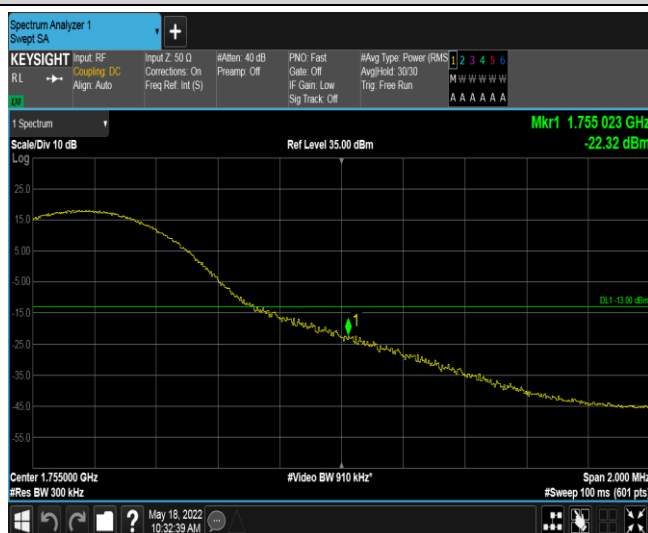 Spectrum Analyzer 1
Swept SA
KEYSIGHT
RL
Input: RF
Coupling: DC
Align: Auto
Input Z: 50 Ω
Corrections: On
Freq Ref: Int (S)
#Atten: 40 dB
Preamp: Off
PNO: Fast
Gate: Off
IF Gain: Low
Sig Track: Off
#Avg Type: Power (RMS
Avg|Hold: 30/30
Trig: Free Run
1 2 3 4 5 6
M W W W W W
A A A A A A
1 Spectrum
Mkr1 1.755 023 GHz
Scale/Div 10 dB
Ref Level 35.00 dBm
-22.32 dBm
Log
25.0
15.0
5.00
-5.00
DL1 -13.00 dBm
-15.0
1
-25.0
-35.0
-45.0
-55.0
Center 1.755000 GHz
#Video BW 910 kHz*
Span 2.000 MHz
#Res BW 300 kHz
#Sweep 100 ms (601 pts)
?
May 18, 2022
10:32:39 AM